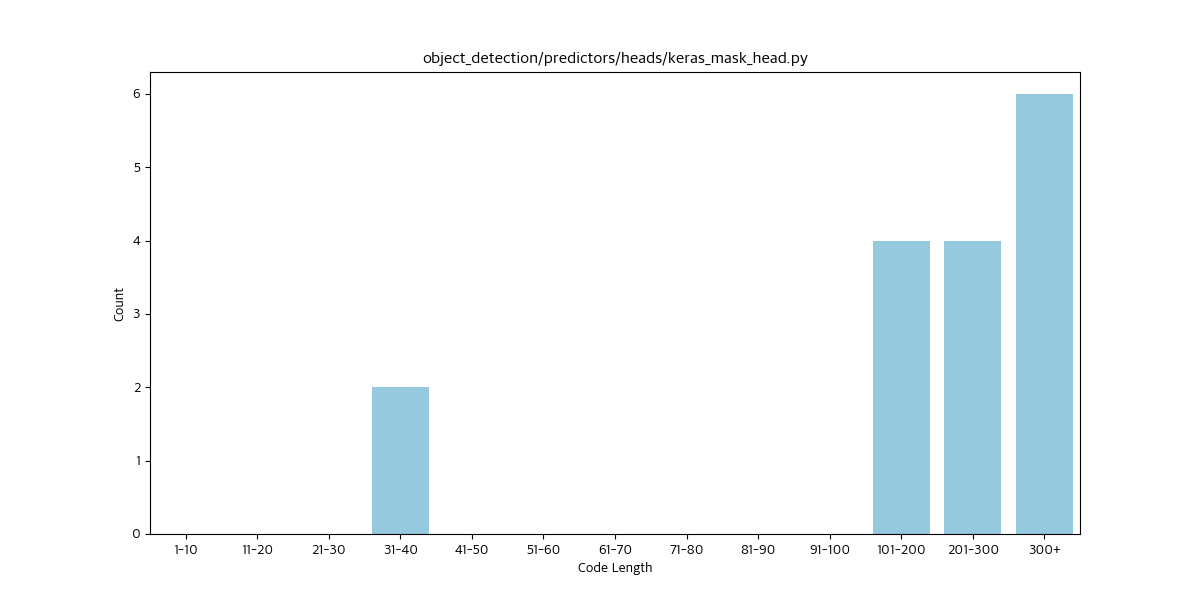 object_detection/predictors/heads/keras_mask_head.py
6
5
4
3
2
1
0
Count
1-10 11-20 21-30 31-40 41-50 51-60 61-70 71-80 81-90 91-100 101-200 201-300 300+
Code Length